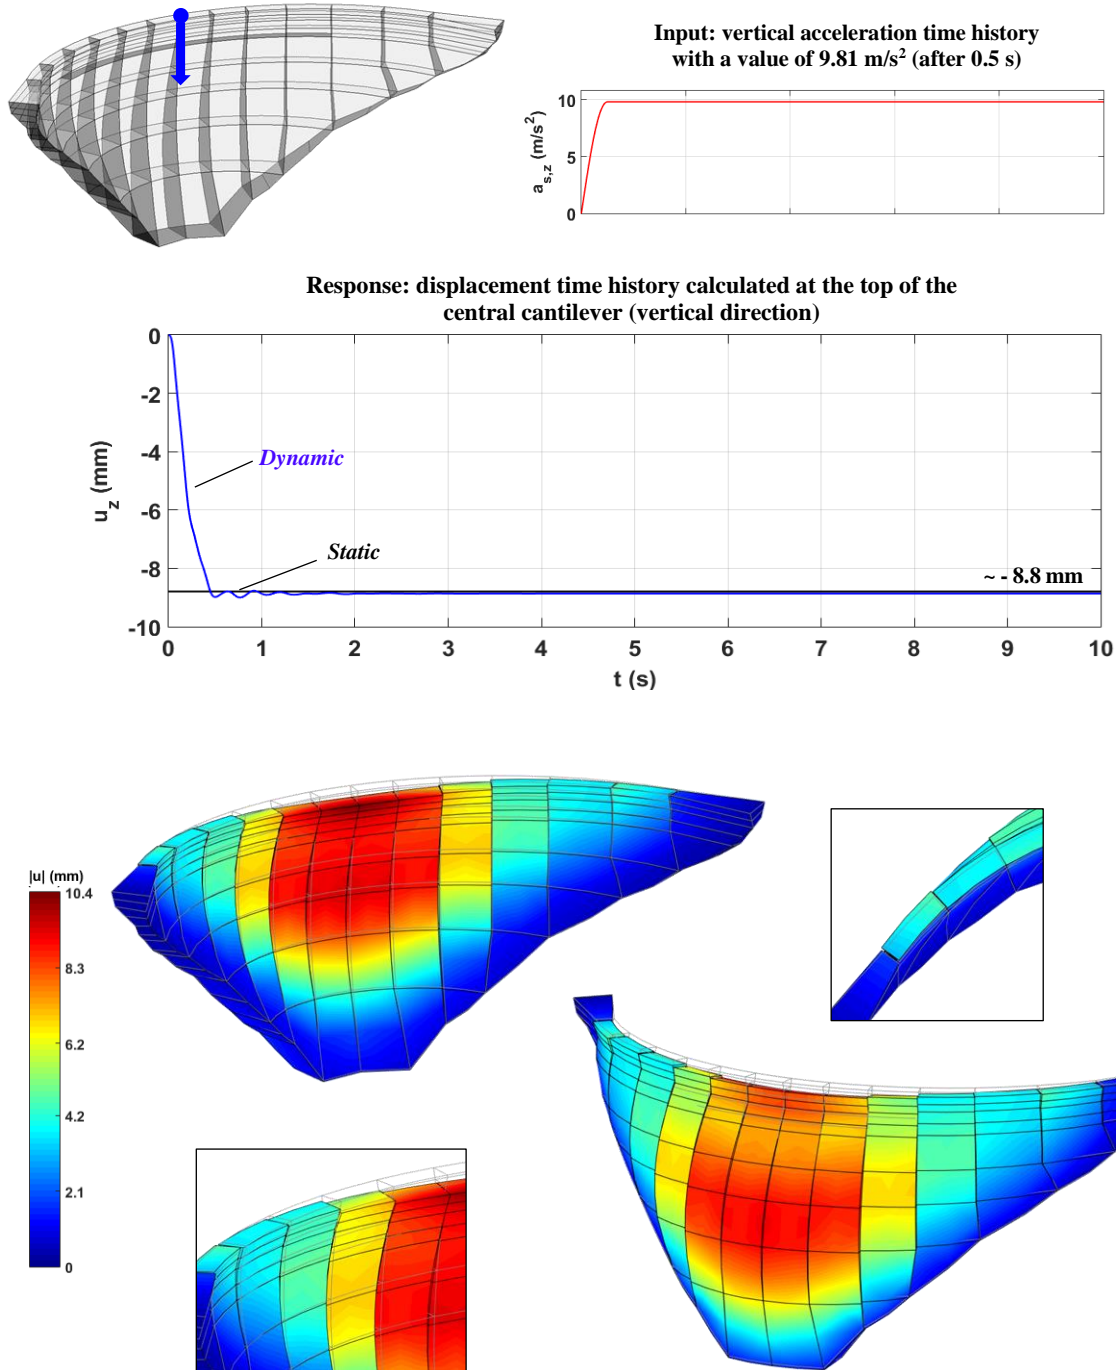 Input: vertical acceleration time history
with a value of 9.81 m/s² (after 0.5 s)
10
5
0
a_s,z (m/s²)
Response: displacement time history calculated at the top of the
central cantilever (vertical direction)
0
-2
-4
-6
-8
-10
u_z (mm)
Dynamic
Static
~ - 8.8 mm
0 1 2 3 4 5 6 7 8 9 10
t (s)
|u| (mm)
10.4
8.3
6.2
4.2
2.1
0